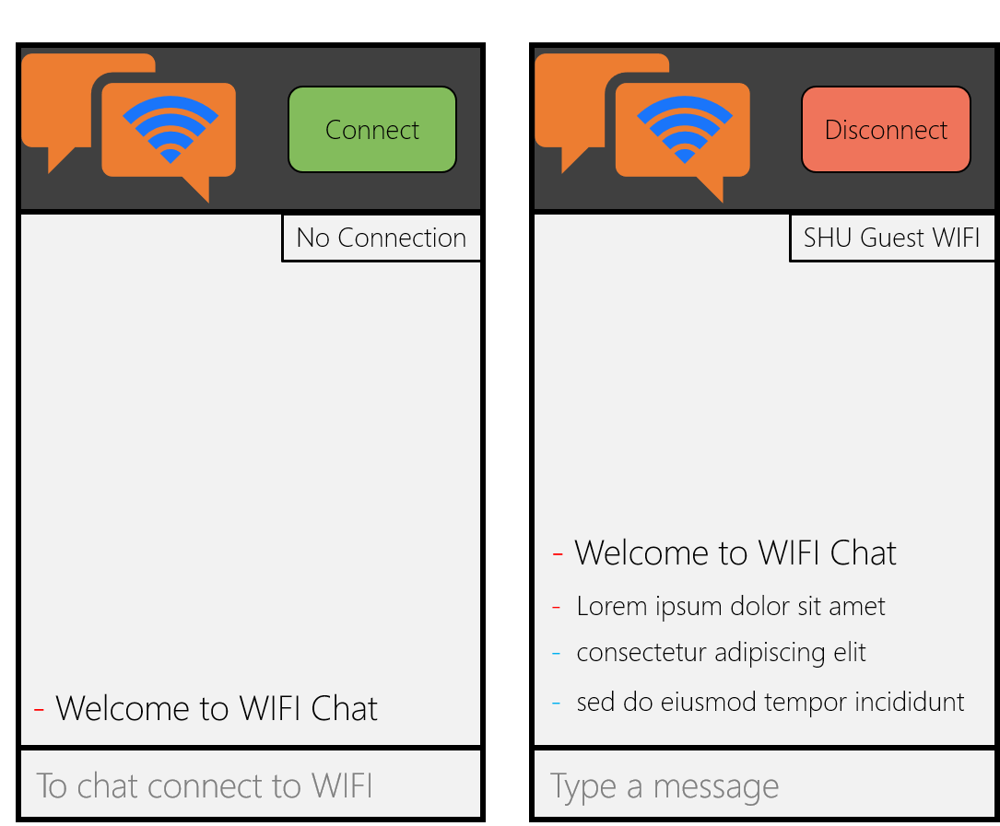 Connect
No Connection
- Welcome to WIFI Chat
To chat connect to WIFI
Disconnect
SHU Guest WIFI
- Welcome to WIFI Chat
- Lorem ipsum dolor sit amet
- consectetur adipiscing elit
- sed do eiusmod tempor incididunt
Type a message